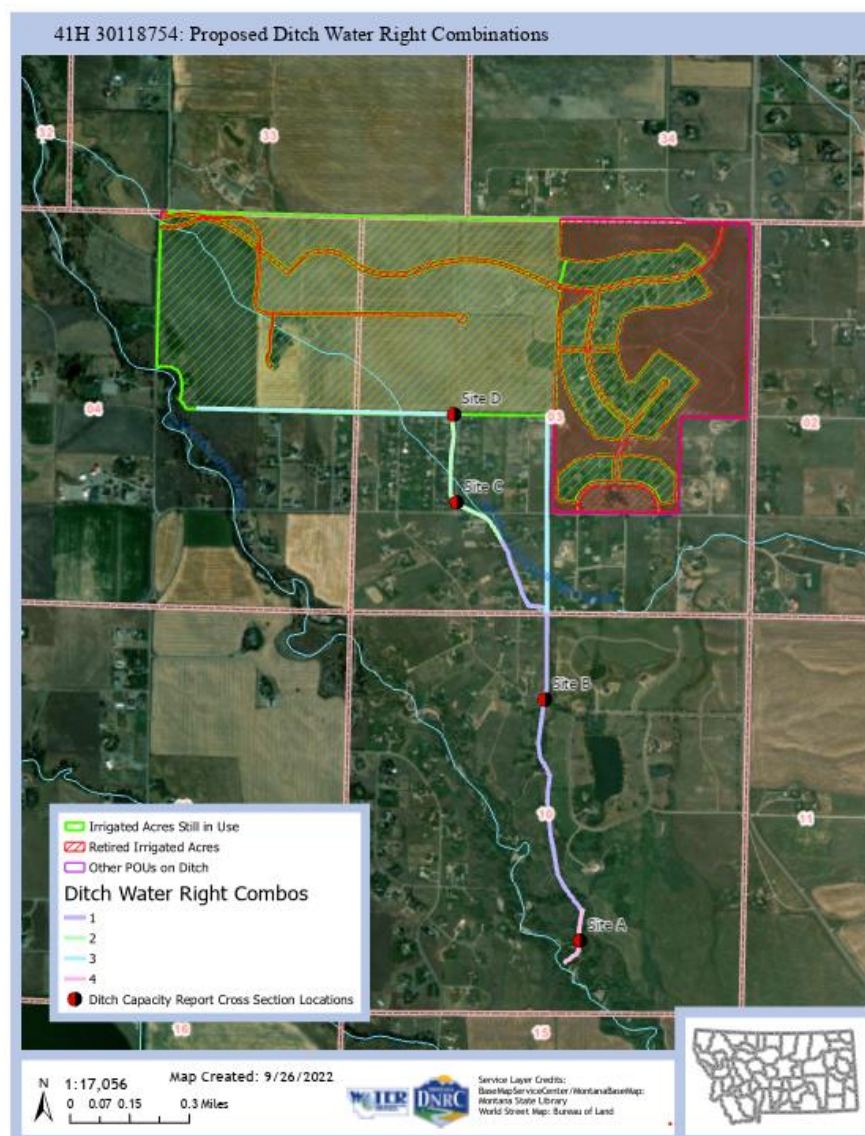 41H 30118754: Proposed Ditch Water Right Combinations
32
33
34
04
Site D
03
02
Site C
Site B
10
11
Site A
16
15
Irrigated Acres Still in Use
Retired Irrigated Acres
Other POUs on Ditch
Ditch Water Right Combos
1
2
3
4
Ditch Capacity Report Cross Section Locations
N
1:17,056
Map Created: 9/26/2022
0 0.07 0.15 0.3 Miles
WATER
MONTANA
DNRC
Service Layer Credits:
BaseMapServiceCenter/MontanaBaseMap:
Montana State Library
World Street Map: Bureau of Land